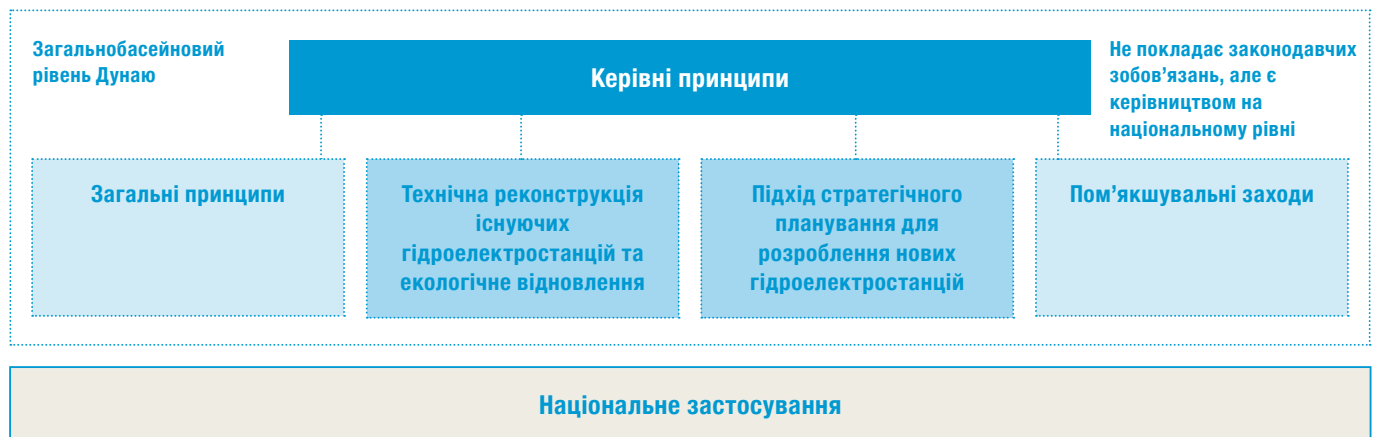 Загальнобасейновий
рівень Дунаю
Керівні принципи
Не покладає законодавчих
зобов’язань, але є
керівництвом на
національному рівні
Загальні принципи
Технічна реконструкція
існуючих
гідроелектростанцій та
екологічне відновлення
Підхід стратегічного
планування для
розроблення нових
гідроелектростанцій
Пом’якшувальні заходи
Національне застосування